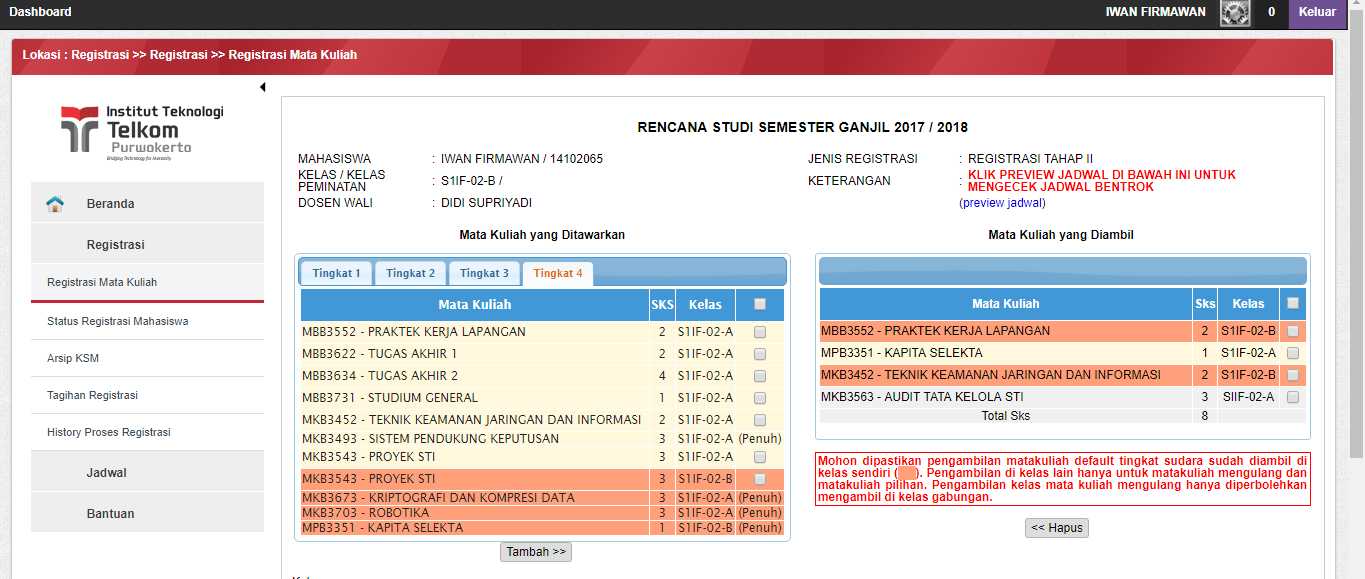 Dashboard
IWAN FIRMAWAN 0 Keluar
Lokasi : Registrasi >> Registrasi >> Registrasi Mata Kuliah
Institut Teknologi
Telkom
Purwokerto
Bridging Technology for Humanity
Beranda
Registrasi
Registrasi Mata Kuliah
Status Registrasi Mahasiswa
Arsip KSM
Tagihan Registrasi
History Proses Registrasi
Jadwal
Bantuan
RENCANA STUDI SEMESTER GANJIL 2017 / 2018
MAHASISWA : IWAN FIRMAWAN / 14102065
KELAS / KELAS PEMINATAN : S1IF-02-B /
DOSEN WALI : DIDI SUPRIYADI
JENIS REGISTRASI : REGISTRASI TAHAP II
KETERANGAN : KLIK PREVIEW JADWAL DI BAWAH INI UNTUK
MENGECEK JADWAL BENTROK
(preview jadwal)
Mata Kuliah yang Ditawarkan
Tingkat 1 Tingkat 2 Tingkat 3 Tingkat 4
Mata Kuliah SKS Kelas
MBB3552 - PRAKTEK KERJA LAPANGAN 2 S1IF-02-A
MBB3622 - TUGAS AKHIR 1 2 S1IF-02-A
MBB3634 - TUGAS AKHIR 2 4 S1IF-02-A
MBB3731 - STUDIUM GENERAL 1 S1IF-02-A
MKB3452 - TEKNIK KEAMANAN JARINGAN DAN INFORMASI 2 S1IF-02-A
MKB3493 - SISTEM PENDUKUNG KEPUTUSAN 3 S1IF-02-A (Penuh)
MKB3543 - PROYEK STI 3 S1IF-02-A
MKB3543 - PROYEK STI 3 S1IF-02-B
MKB3673 - KRIPTOGRAFI DAN KOMPRESI DATA 3 S1IF-02-A (Penuh)
MKB3703 - ROBOTIKA 3 S1IF-02-A (Penuh)
MPB3351 - KAPITA SELEKTA 1 S1IF-02-B (Penuh)
Tambah >>
Mata Kuliah yang Diambil
Mata Kuliah Sks Kelas
MBB3552 - PRAKTEK KERJA LAPANGAN 2 S1IF-02-B
MPB3351 - KAPITA SELEKTA 1 S1IF-02-A
MKB3452 - TEKNIK KEAMANAN JARINGAN DAN INFORMASI 2 S1IF-02-B
MKB3563 - AUDIT TATA KELOLA STI 3 SIIF-02-A
Total Sks 8
Mohon dipastikan pengambilan matakuliah default tingkat sudara sudah diambil di
kelas sendiri ( ). Pengambilan di kelas lain hanya untuk matakuliah mengulang dan
matakuliah pilihan. Pengambilan kelas mata kuliah mengulang hanya diperbolehkan
mengambil di kelas gabungan.
<< Hapus